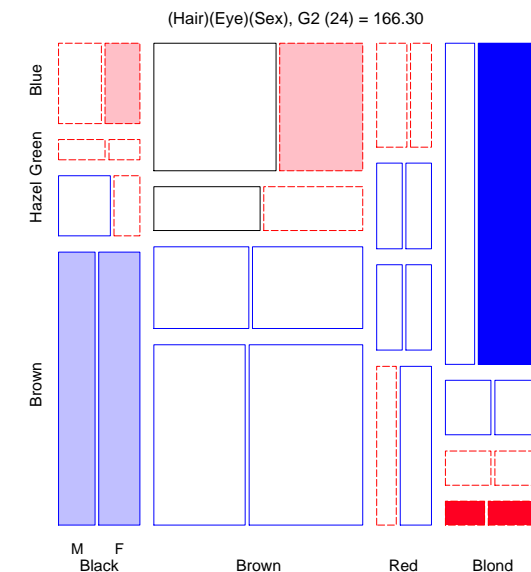 (Hair)(Eye)(Sex), G2 (24) = 166.30
Blue
Green
Hazel
Brown
M F
Black Brown Red Blond